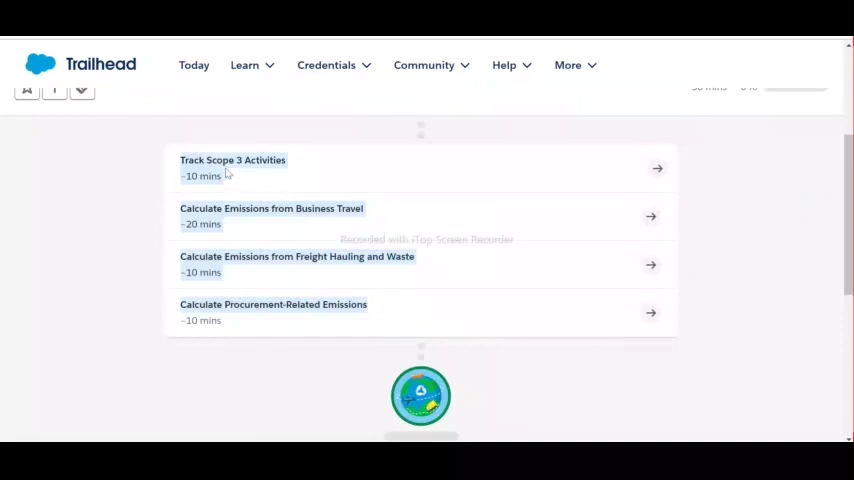 Trailhead
Today Learn Credentials Community Help More
Track Scope 3 Activities
~10 mins
Calculate Emissions from Business Travel
~20 mins
Recorded with iTop Screen Recorder
Calculate Emissions from Freight Hauling and Waste
~10 mins
Calculate Procurement-Related Emissions
~10 mins